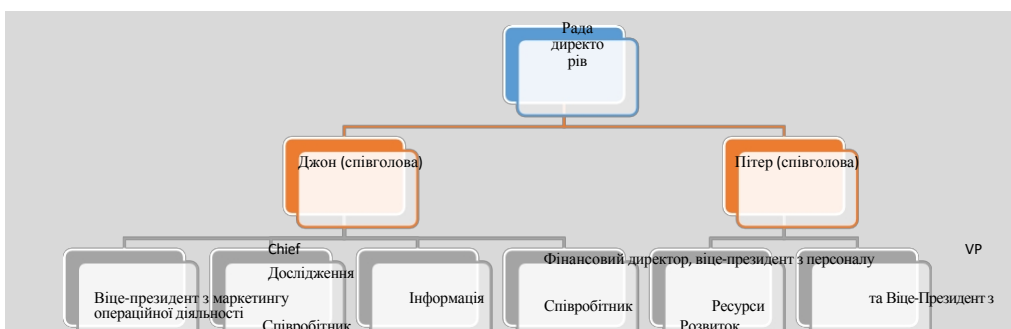 Рада
директо
рів
Джон (співголова)
Пітер (співголова)
Chief
VP
Фінансовий директор, віце-президент з персоналу
Дослідження
Віце-президент з маркетингу
операційної діяльності
Інформація
та Віце-Президент з
Співробітник
Ресурси
Співробітник
Розвиток